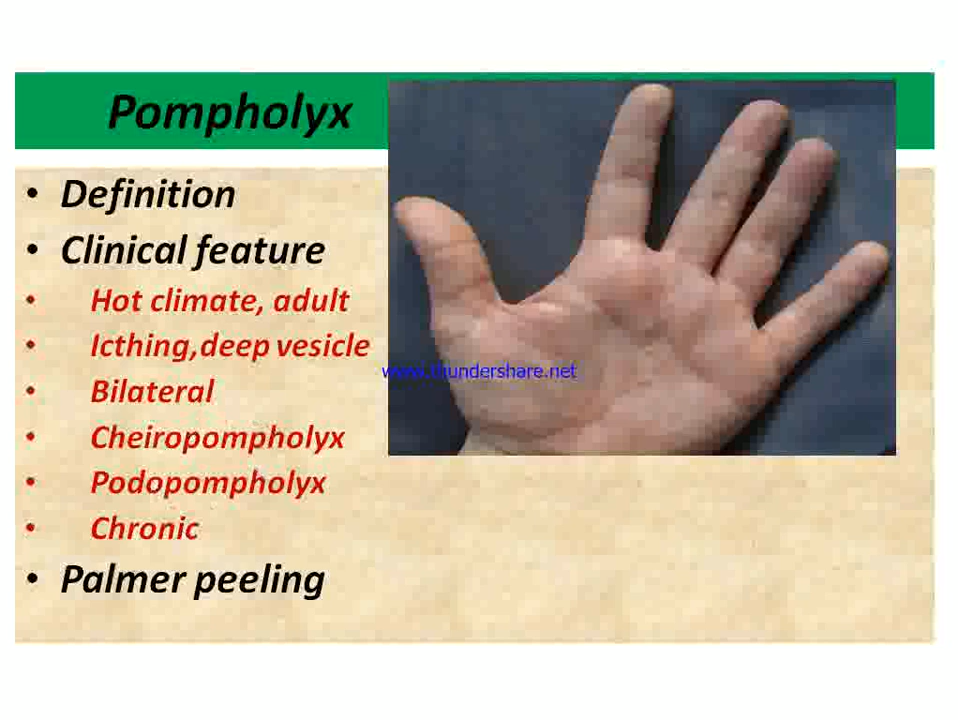 Pompholyx
• Definition
• Clinical feature
• Hot climate, adult
• Icthing,deep vesicle
• Bilateral
• Cheiropompholyx
• Podopompholyx
• Chronic
• Palmer peeling
www.thundershare.net